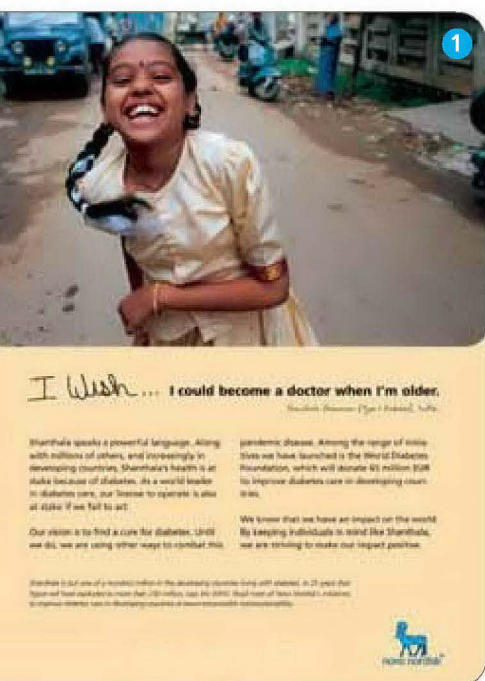 1
I Wish... I could become a doctor when I'm older.
Shanthala speaks a powerful language. Along
with millions of others, and increasingly in
developing countries, Shanthala's health is at
stake because of diabetes. As a world leader
in diabetes care, our license to operate is also
at stake if we fail to act.
Our vision is to find a cure for diabetes. Until
we do, we are using other ways to combat this
pandemic disease. Among the range of initia-
tives we have launched is the World Diabetes
Foundation, which will donate 65 million EUR
to improve diabetes care in developing coun-
tries.
We know that we have an impact on the world.
By keeping individuals in mind like Shanthala,
we are striving to make our impact positive.
novo nordisk